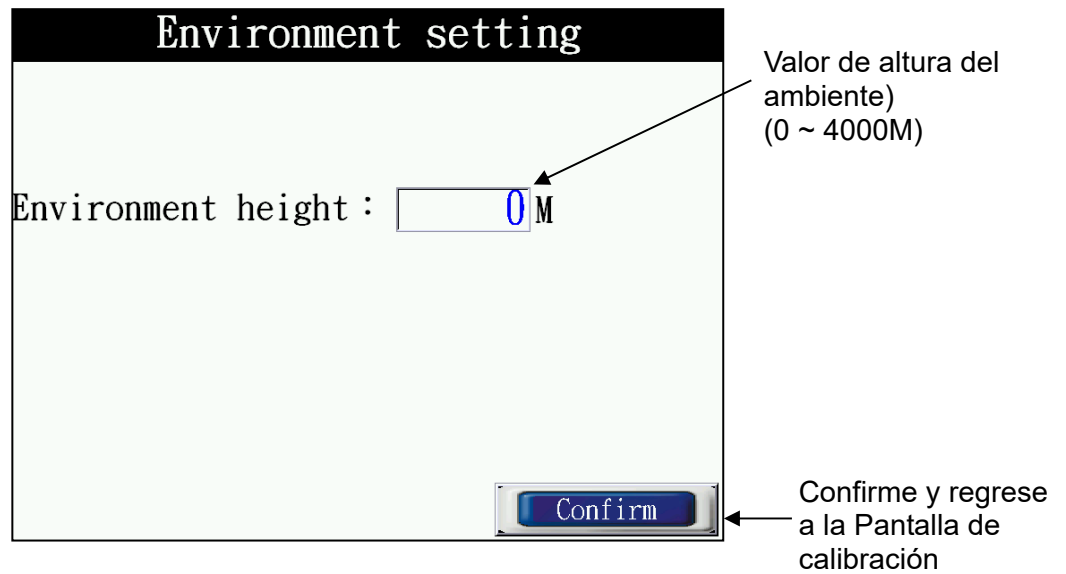 Environment setting
Valor de altura del
ambiente)
(0 ~ 4000M)
Environment height : 0 M
Confirm
Confirme y regrese
a la Pantalla de
calibración